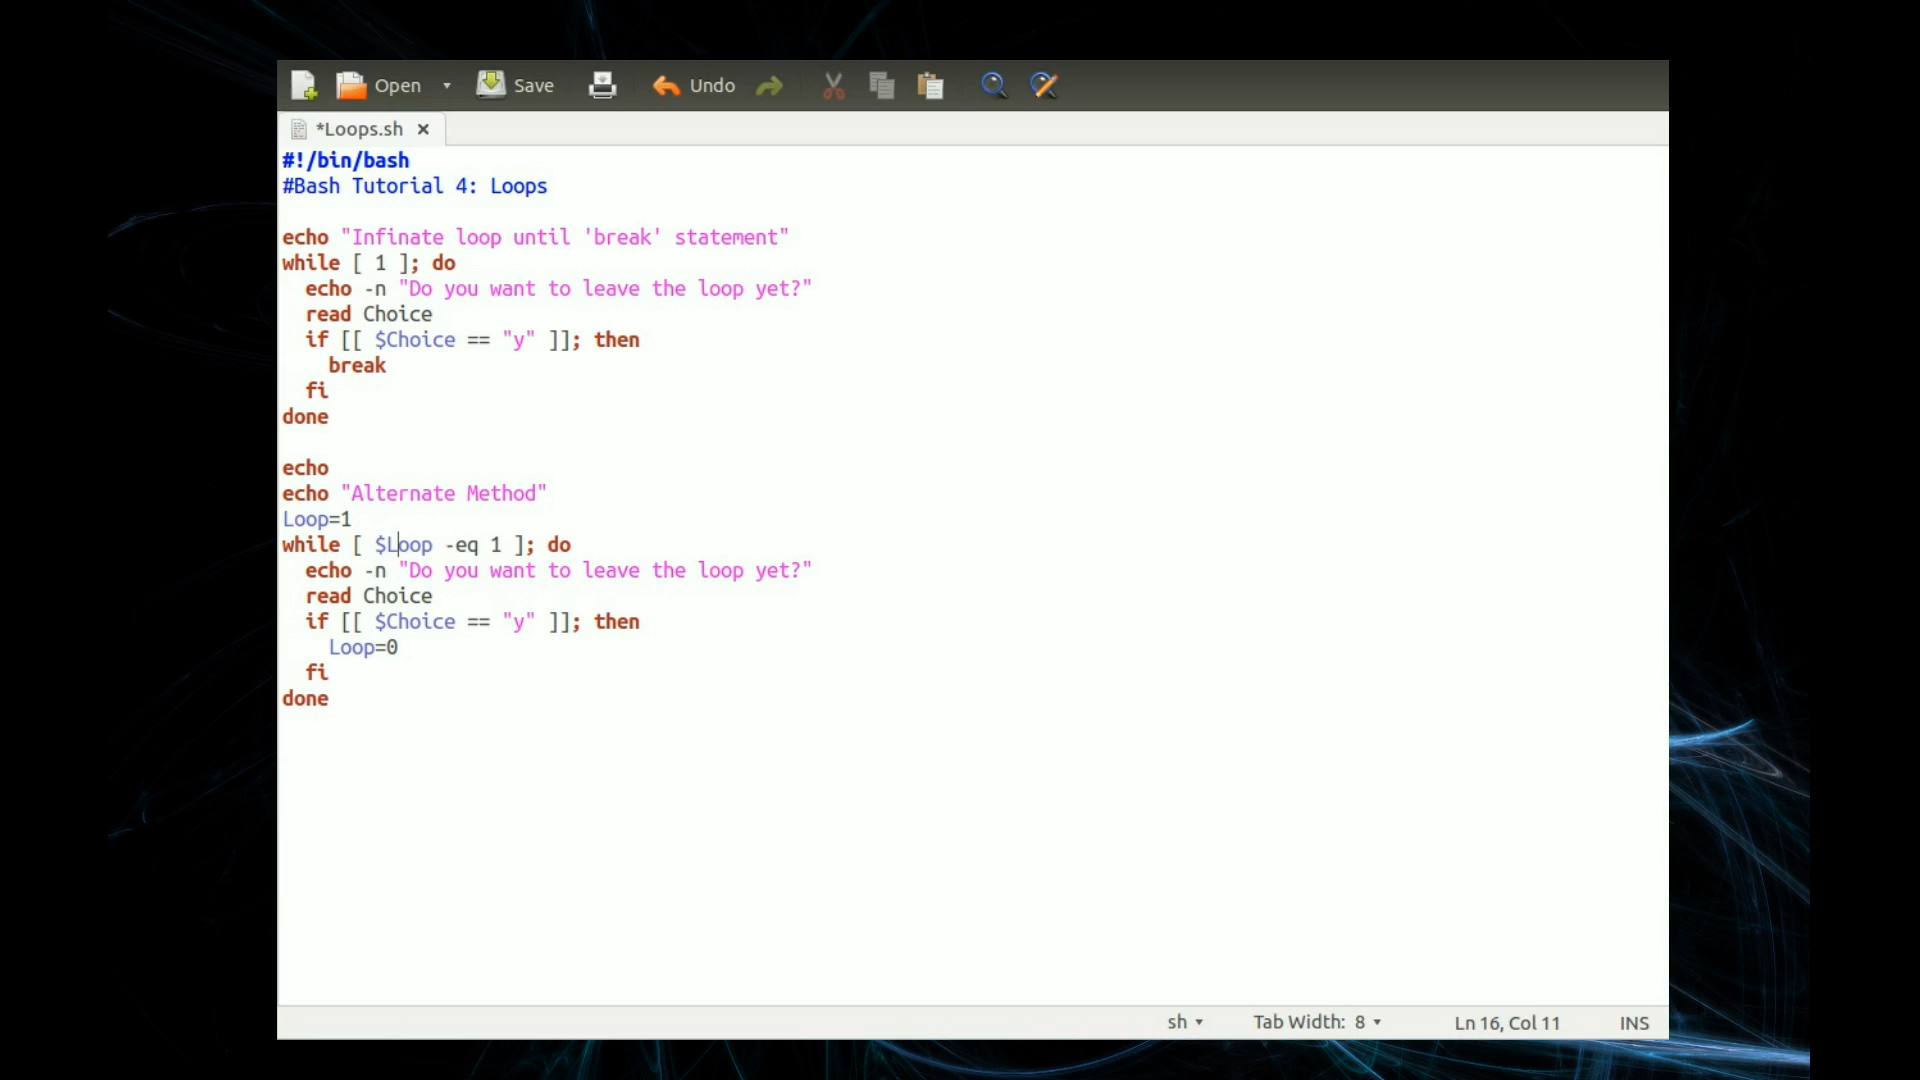 Open Save Undo
*Loops.sh
#!/bin/bash
#Bash Tutorial 4: Loops

echo "Infinate loop until 'break' statement"
while [ 1 ]; do
  echo -n "Do you want to leave the loop yet?"
  read Choice
  if [[ $Choice == "y" ]]; then
    break
  fi
done

echo
echo "Alternate Method"
Loop=1
while [ $Loop -eq 1 ]; do
  echo -n "Do you want to leave the loop yet?"
  read Choice
  if [[ $Choice == "y" ]]; then
    Loop=0
  fi
done
sh Tab Width: 8 Ln 16, Col 11 INS